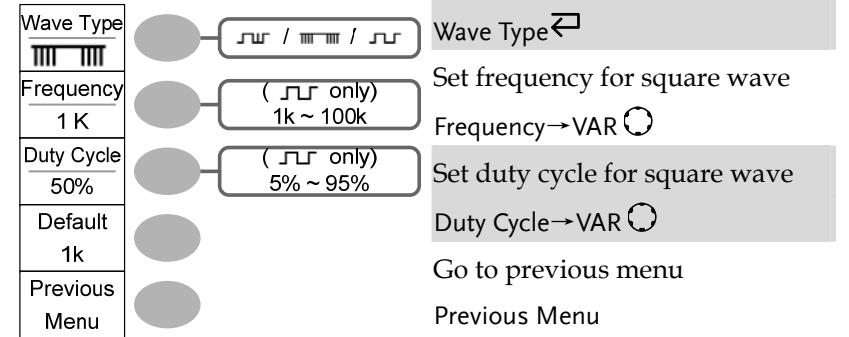 Wave Type
/ /
Wave Type
Frequency
1 K
( only)
1k ~ 100k
Set frequency for square wave
Frequency→VAR
Duty Cycle
50%
( only)
5% ~ 95%
Set duty cycle for square wave
Duty Cycle→VAR
Default
1k
Previous
Menu
Go to previous menu
Previous Menu